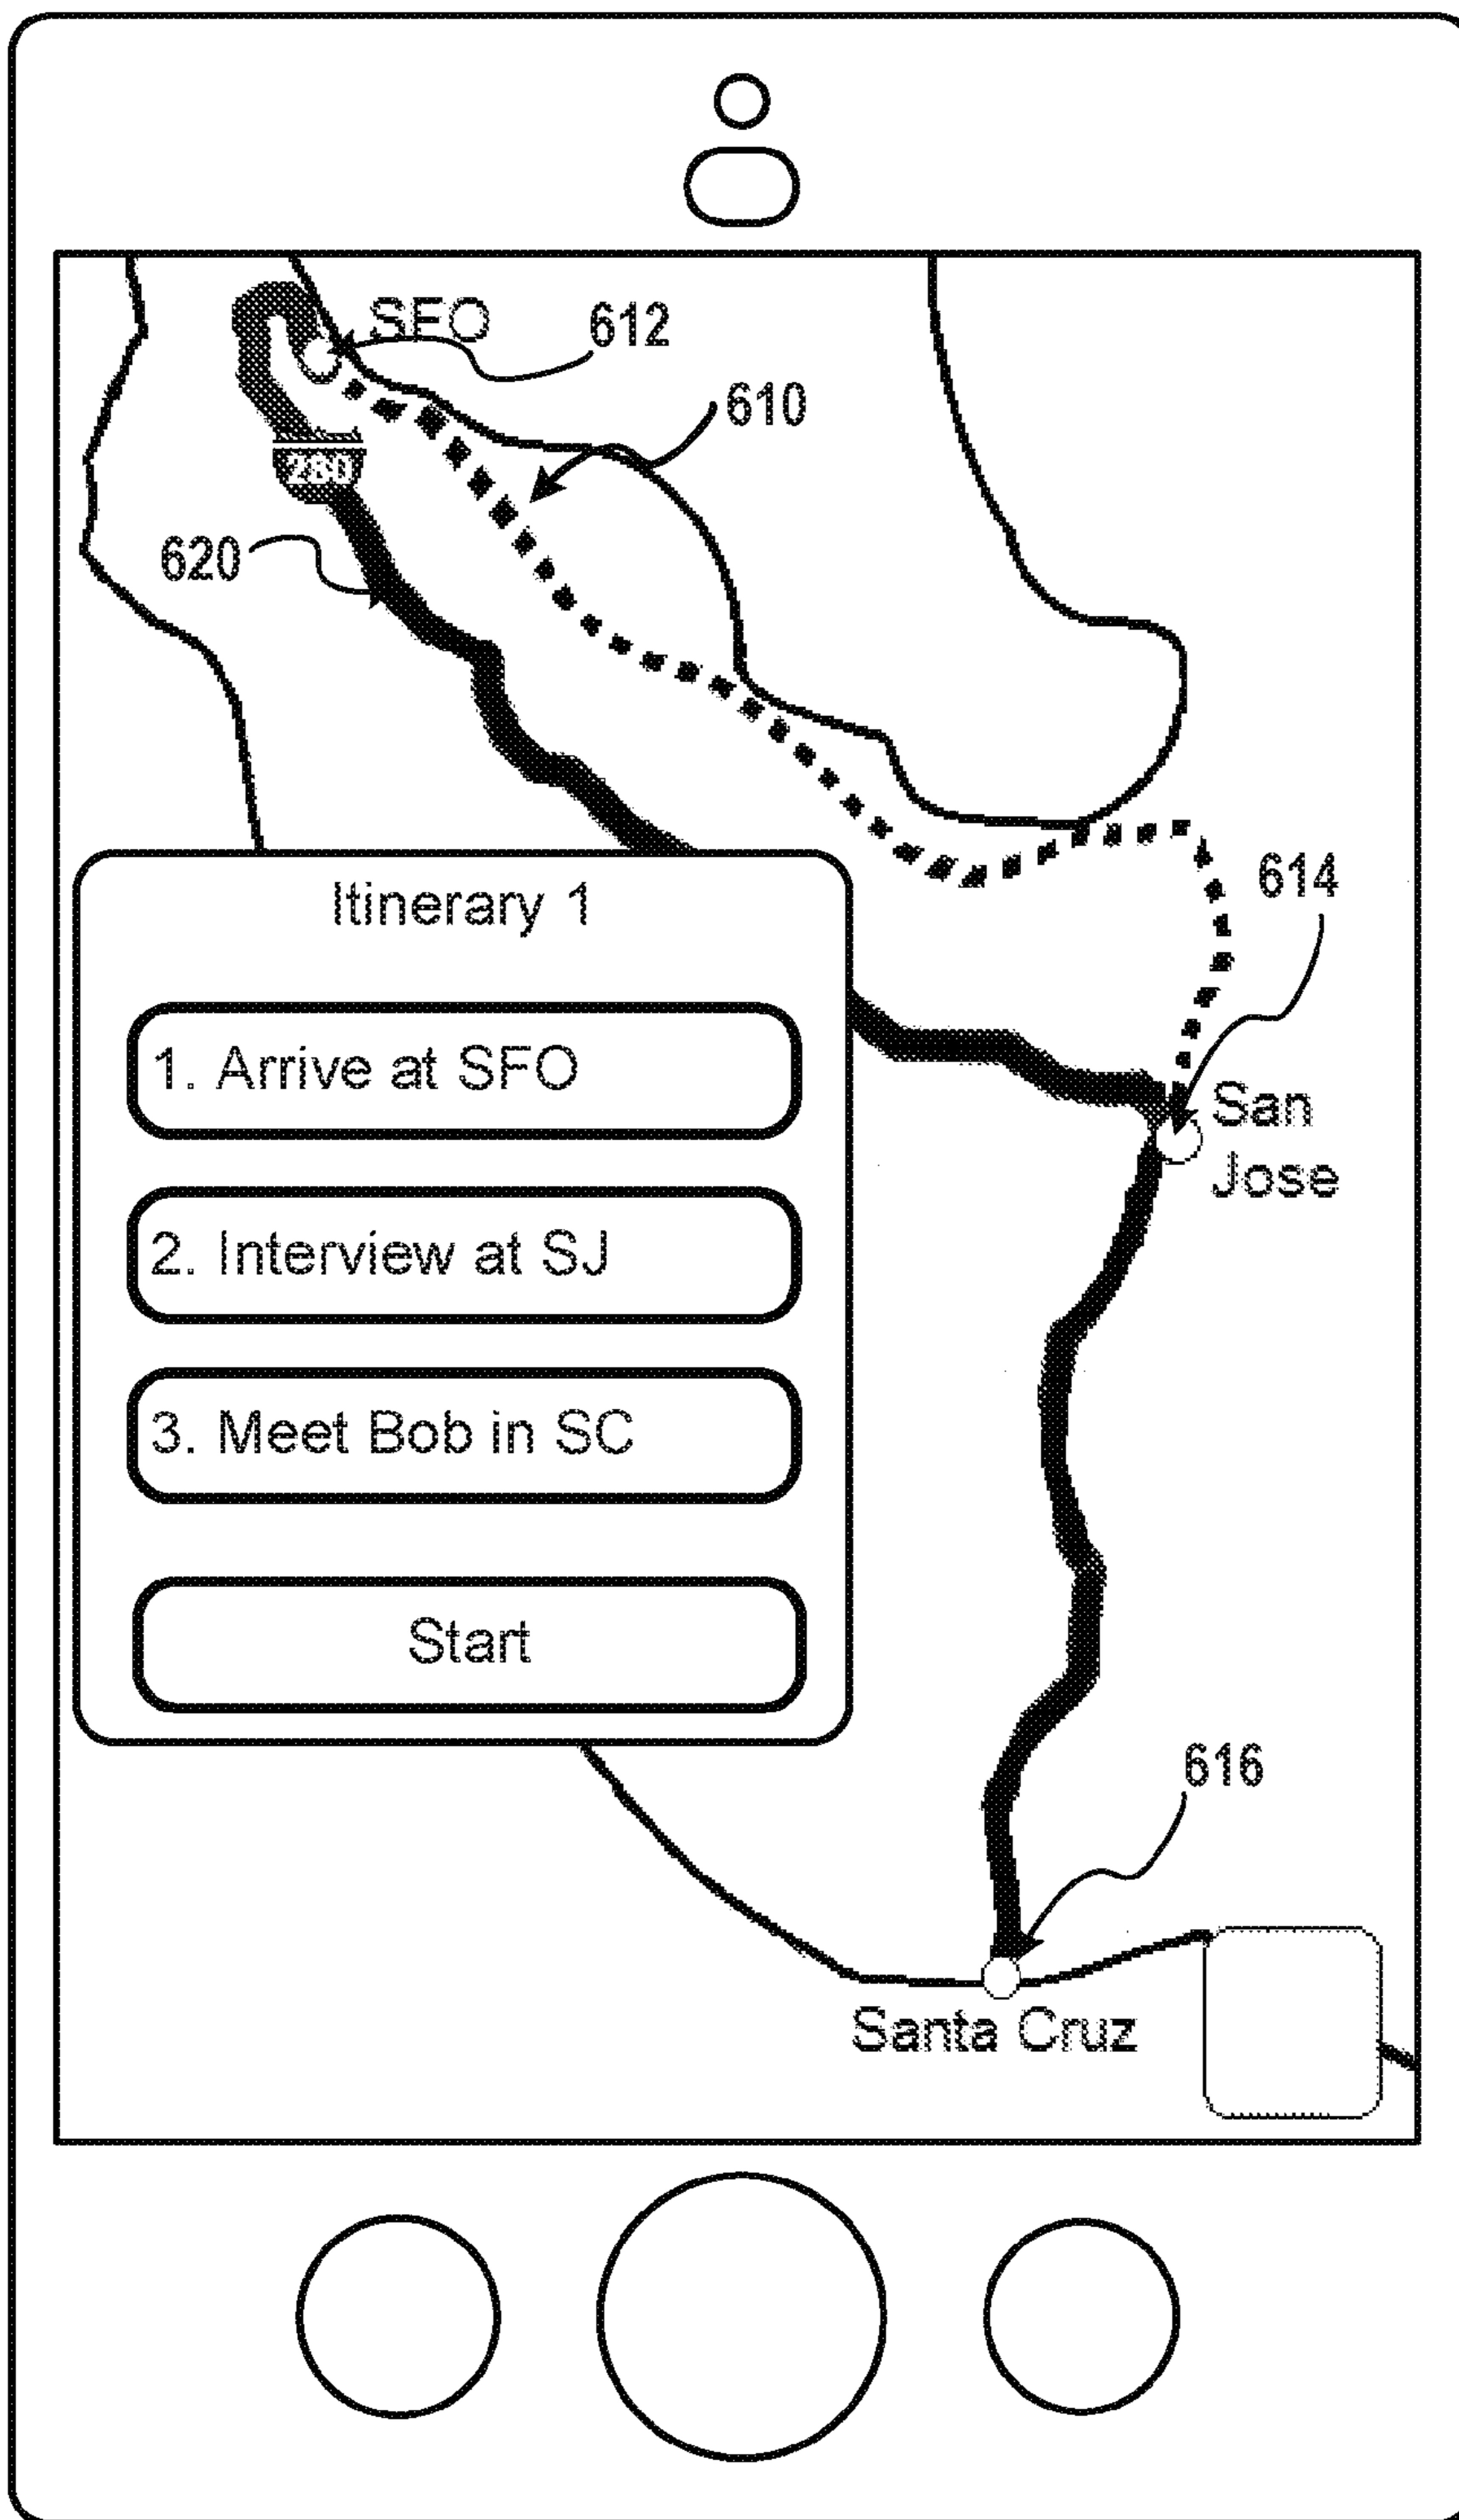 SFO
612
610
280
620
614
Itinerary 1
1. Arrive at SFO
San
Jose
2. Interview at SJ
3. Meet Bob in SC
Start
616
Santa Cruz